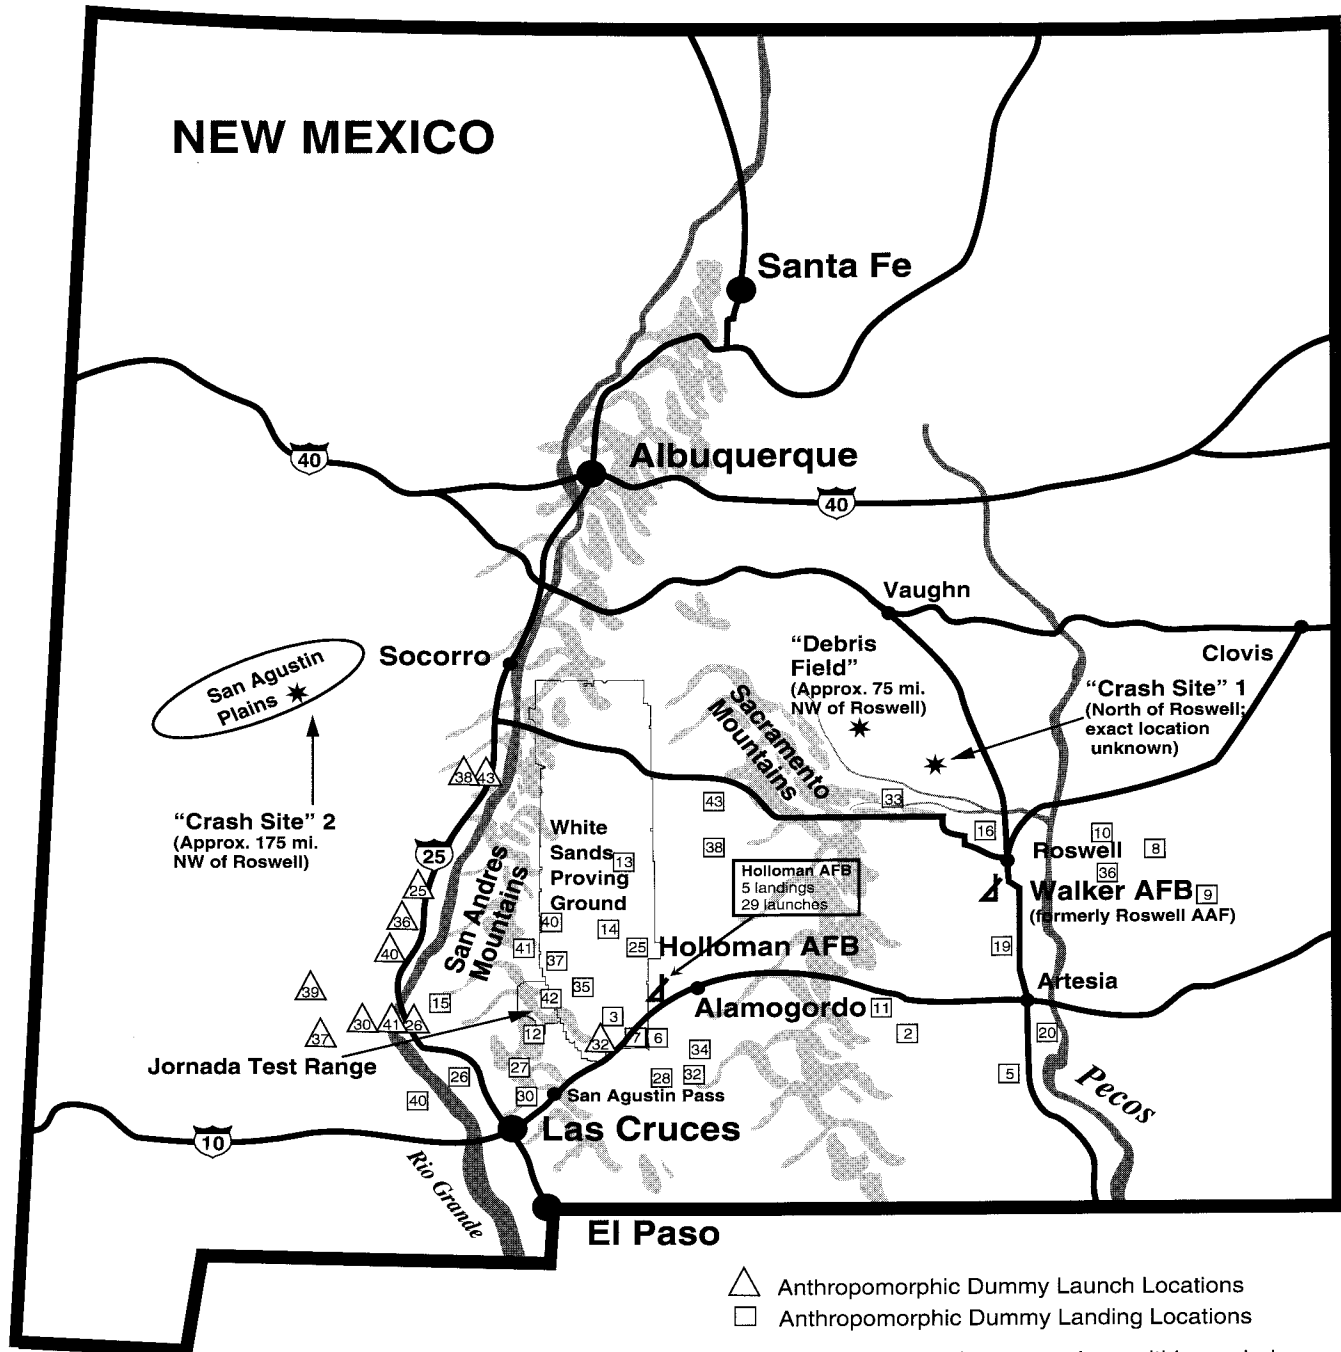 NEW MEXICO
Santa Fe
Albuquerque
40
40
Vaughn
Clovis
Socorro
San Agustin
Plains
"Debris
Field"
(Approx. 75 mi.
NW of Roswell)
"Crash Site" 1
(North of Roswell;
exact location
unknown)
Sacramento
Mountains
38
43
"Crash Site" 2
(Approx. 175 mi.
NW of Roswell)
43
33
16
10
8
Roswell
36
Walker AFB
9
(formerly Roswell AAF)
White
Sands
13
Proving
Ground
38
Holloman AFB
5 landings
29 launches
25
25
36
40
San Andres
Mountains
40
14
41
25
37
Holloman AFB
19
39
15
42
35
Alamogordo
11
Artesia
37
30
41
26
3
12
32
7
6
2
20
Jornada Test Range
34
27
26
28
32
5
40
30
San Agustin Pass
Pecos
10
Las Cruces
Rio Grande
El Paso
Anthropomorphic Dummy Launch Locations
Anthropomorphic Dummy Landing Locations